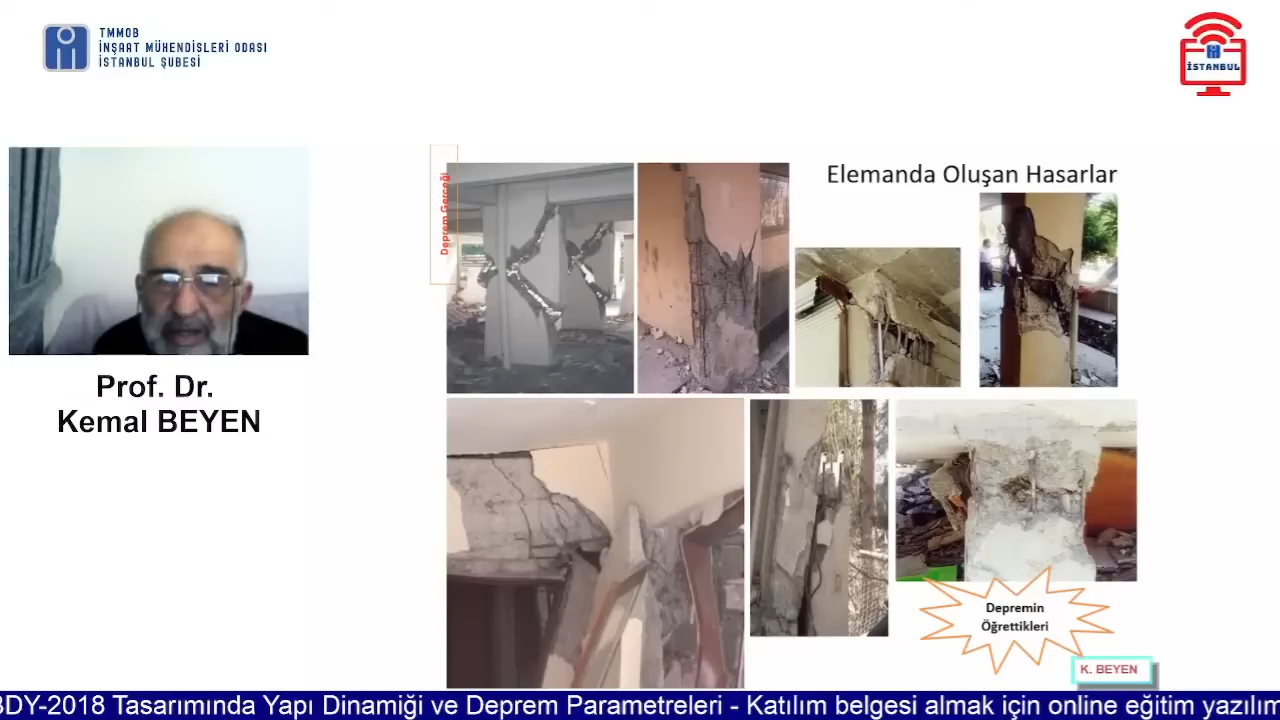 TMMOB
İNŞAAT MÜHENDİSLERİ ODASI
İSTANBUL ŞUBESİ
İSTANBUL
Prof. Dr.
Kemal BEYEN
Deprem Gerçeği
Elemanda Oluşan Hasarlar
Depremin
Öğrettikleri
K. BEYEN
BDY-2018 Tasarımında Yapı Dinamiği ve Deprem Parametreleri - Katılım belgesi almak için online eğitim yazılım